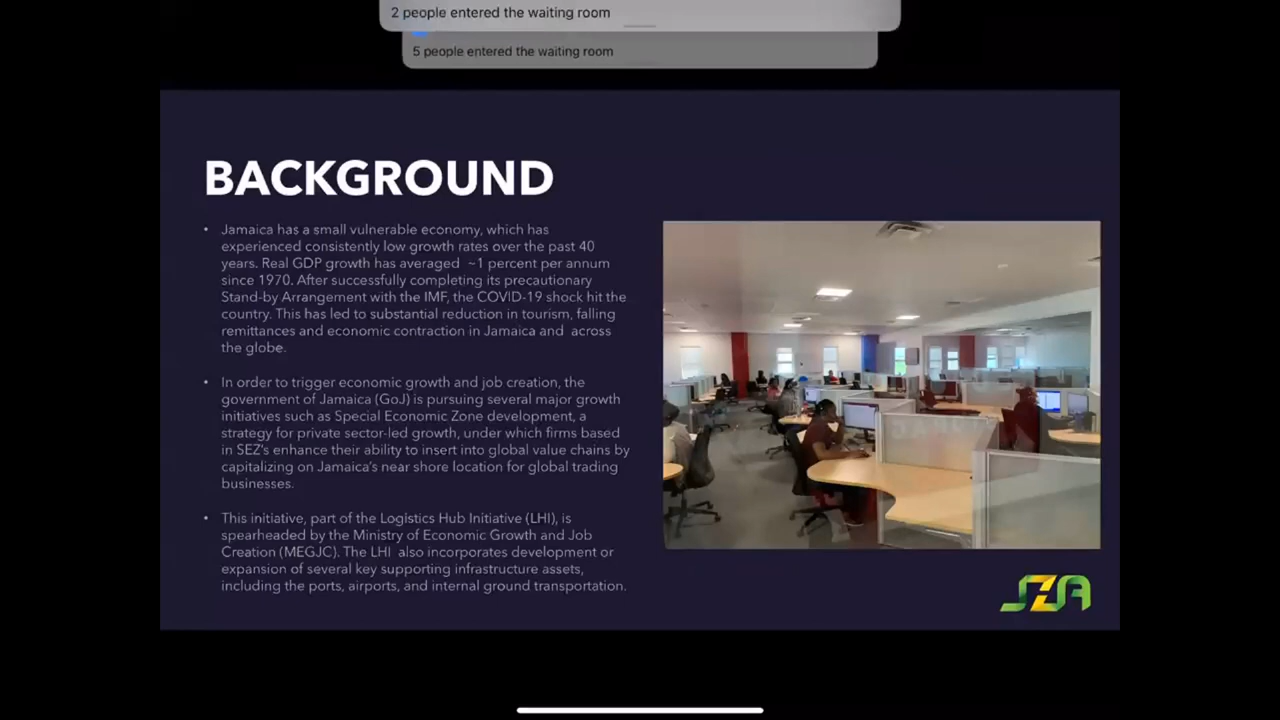 2 people entered the waiting room
5 people entered the waiting room
BACKGROUND
• Jamaica has a small vulnerable economy, which has
experienced consistently low growth rates over the past 40
years. Real GDP growth has averaged ~1 percent per annum
since 1970. After successfully completing its precautionary
Stand-by Arrangement with the IMF, the COVID-19 shock hit the
country. This has led to substantial reduction in tourism, falling
remittances and economic contraction in Jamaica and across
the globe.
• In order to trigger economic growth and job creation, the
government of Jamaica (GoJ) is pursuing several major growth
initiatives such as Special Economic Zone development, a
strategy for private sector-led growth, under which firms based
in SEZ's enhance their ability to insert into global value chains by
capitalizing on Jamaica's near shore location for global trading
businesses.
• This initiative, part of the Logistics Hub Initiative (LHI), is
spearheaded by the Ministry of Economic Growth and Job
Creation (MEGJC). The LHI also incorporates development or
expansion of several key supporting infrastructure assets,
including the ports, airports, and internal ground transportation.